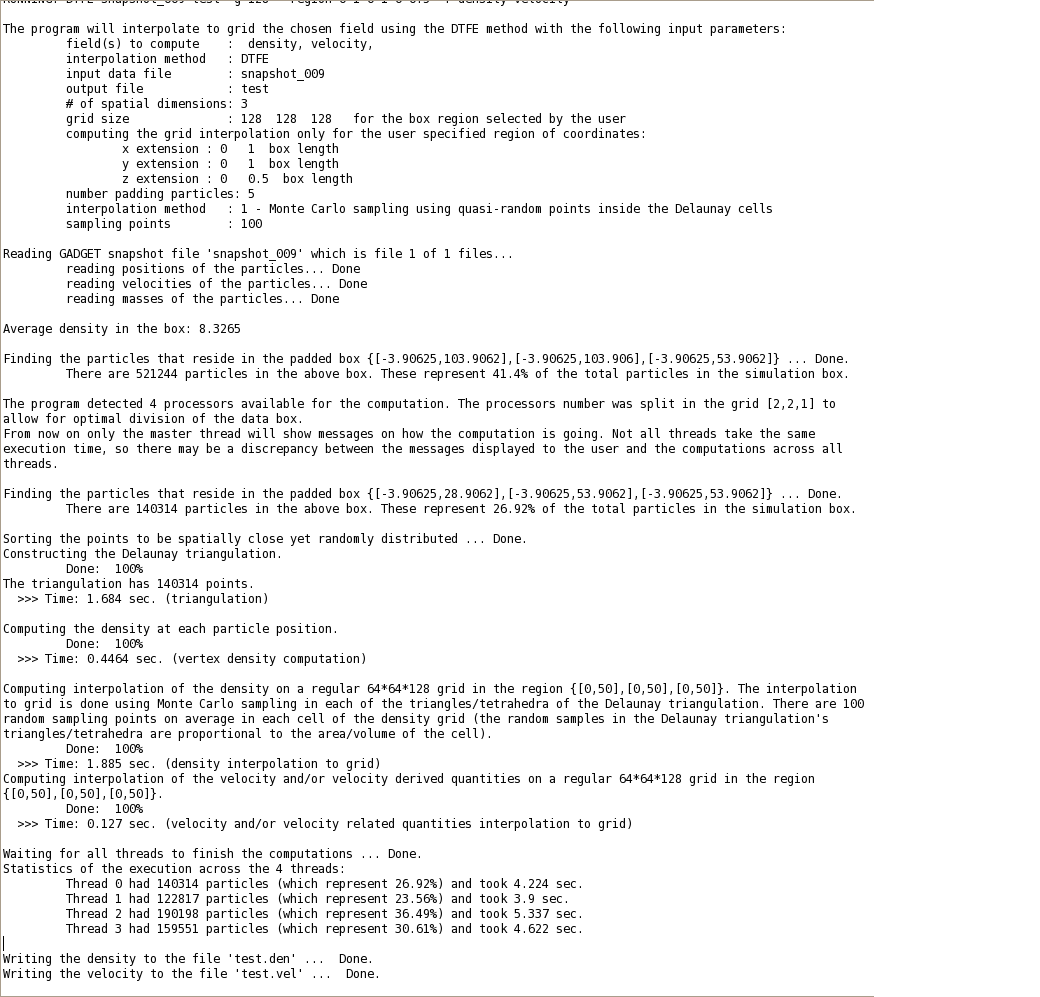 The program will interpolate to grid the chosen field using the DTFE method with the following input parameters:
field(s) to compute : density, velocity,
interpolation method : DTFE
input data file : snapshot_009
output file : test
# of spatial dimensions: 3
grid size : 128 128 128 for the box region selected by the user
computing the grid interpolation only for the user specified region of coordinates:
x extension : 0 1 box length
y extension : 0 1 box length
z extension : 0 0.5 box length
number padding particles: 5
interpolation method : 1 - Monte Carlo sampling using quasi-random points inside the Delaunay cells
sampling points : 100
Reading GADGET snapshot file 'snapshot_009' which is file 1 of 1 files...
reading positions of the particles... Done
reading velocities of the particles... Done
reading masses of the particles... Done
Average density in the box: 8.3265
Finding the particles that reside in the padded box {[-3.90625,103.9062],[-3.90625,103.906],[-3.90625,53.9062]} ... Done.
There are 521244 particles in the above box. These represent 41.4% of the total particles in the simulation box.
The program detected 4 processors available for the computation. The processors number was split in the grid [2,2,1] to
allow for optimal division of the data box.
From now on only the master thread will show messages on how the computation is going. Not all threads take the same
execution time, so there may be a discrepancy between the messages displayed to the user and the computations across all
threads.
Finding the particles that reside in the padded box {[-3.90625,28.9062],[-3.90625,53.9062],[-3.90625,53.9062]} ... Done.
There are 140314 particles in the above box. These represent 26.92% of the total particles in the simulation box.
Sorting the points to be spatially close yet randomly distributed ... Done.
Constructing the Delaunay triangulation.
Done: 100%
The triangulation has 140314 points.
>>> Time: 1.684 sec. (triangulation)
Computing the density at each particle position.
Done: 100%
>>> Time: 0.4464 sec. (vertex density computation)
Computing interpolation of the density on a regular 64*64*128 grid in the region {[0,50],[0,50],[0,50]}. The interpolation
to grid is done using Monte Carlo sampling in each of the triangles/tetrahedra of the Delaunay triangulation. There are 100
random sampling points on average in each cell of the density grid (the random samples in the Delaunay triangulation's
triangles/tetrahedra are proportional to the area/volume of the cell).
Done: 100%
>>> Time: 1.885 sec. (density interpolation to grid)
Computing interpolation of the velocity and/or velocity derived quantities on a regular 64*64*128 grid in the region
{[0,50],[0,50],[0,50]}.
Done: 100%
>>> Time: 0.127 sec. (velocity and/or velocity related quantities interpolation to grid)
Waiting for all threads to finish the computations ... Done.
Statistics of the execution across the 4 threads:
Thread 0 had 140314 particles (which represent 26.92%) and took 4.224 sec.
Thread 1 had 122817 particles (which represent 23.56%) and took 3.9 sec.
Thread 2 had 190198 particles (which represent 36.49%) and took 5.337 sec.
Thread 3 had 159551 particles (which represent 30.61%) and took 4.622 sec.
Writing the density to the file 'test.den' ... Done.
Writing the velocity to the file 'test.vel' ... Done.